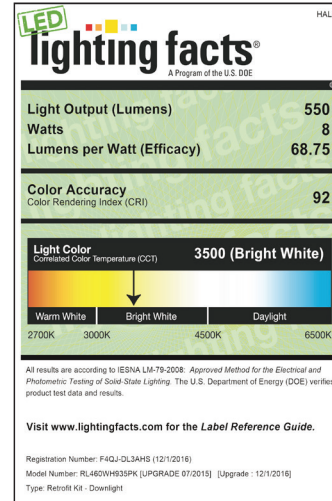 LED
HAL
lighting facts®
A Program of the U.S. DOE
Light Output (Lumens) 550
Watts 8
Lumens per Watt (Efficacy) 68.75
Color Accuracy
Color Rendering Index (CRI) 92
Light Color
Correlated Color Temperature (CCT) 3500 (Bright White)
Warm White Bright White Daylight
2700K 3000K 4500K 6500K
All results are according to IESNA LM-79-2008: Approved Method for the Electrical and
Photometric Testing of Solid-State Lighting. The U.S. Department of Energy (DOE) verifies
product test data and results.
Visit www.lightingfacts.com for the Label Reference Guide.
Registration Number: F4QJ-DL3AHS (12/1/2016)
Model Number: RL460WH935PK [UPGRADE 07/2015] [Upgrade : 12/1/2016]
Type: Retrofit Kit - Downlight